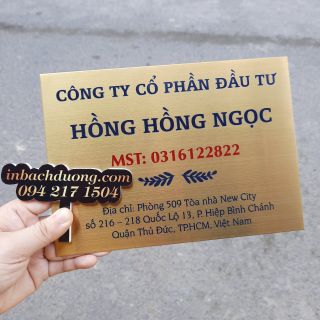 CÔNG TY CỔ PHẦN ĐẦU TƯ
HỒNG HỒNG NGỌC
MST: 0316122822
inbachduong.com
094 217 1504
Địa chỉ: Phòng 509 Tòa nhà New City
số 216 – 218 Quốc Lộ 13, P. Hiệp Bình Chánh
Quận Thủ Đức, TP.HCM, Việt Nam